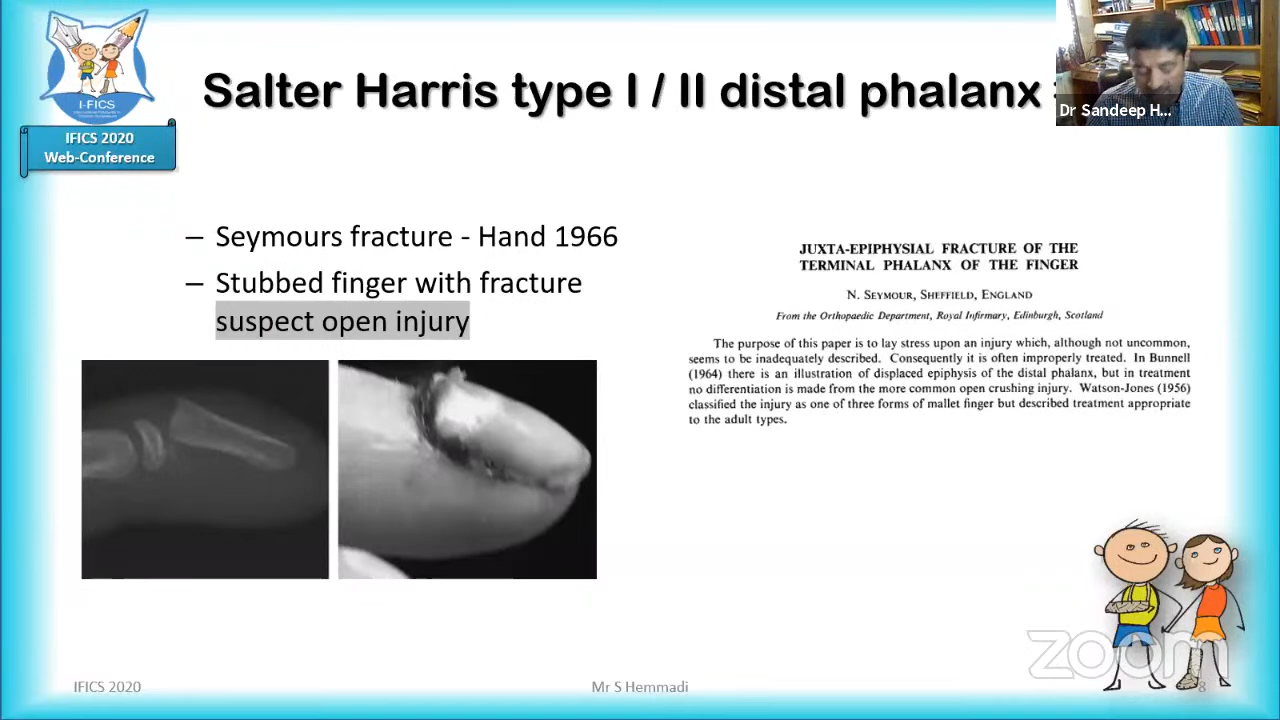 I-FICS
IFICS 2020
Web-Conference
Salter Harris type I / II distal phalanx
Dr Sandeep H...
– Seymours fracture - Hand 1966
– Stubbed finger with fracture
suspect open injury
JUXTA-EPIPHYSIAL FRACTURE OF THE
TERMINAL PHALANX OF THE FINGER
N. SEYMOUR, SHEFFIELD, ENGLAND
From the Orthopaedic Department, Royal Infirmary, Edinburgh, Scotland
The purpose of this paper is to lay stress upon an injury which, although not uncommon,
seems to be inadequately described. Consequently it is often improperly treated. In Bunnell
(1964) there is an illustration of displaced epiphysis of the distal phalanx, but in treatment
no differentiation is made from the more common open crushing injury. Watson-Jones (1956)
classified the injury as one of three forms of mallet finger but described treatment appropriate
to the adult types.
zoom
IFICS 2020
Mr S Hemmadi
8